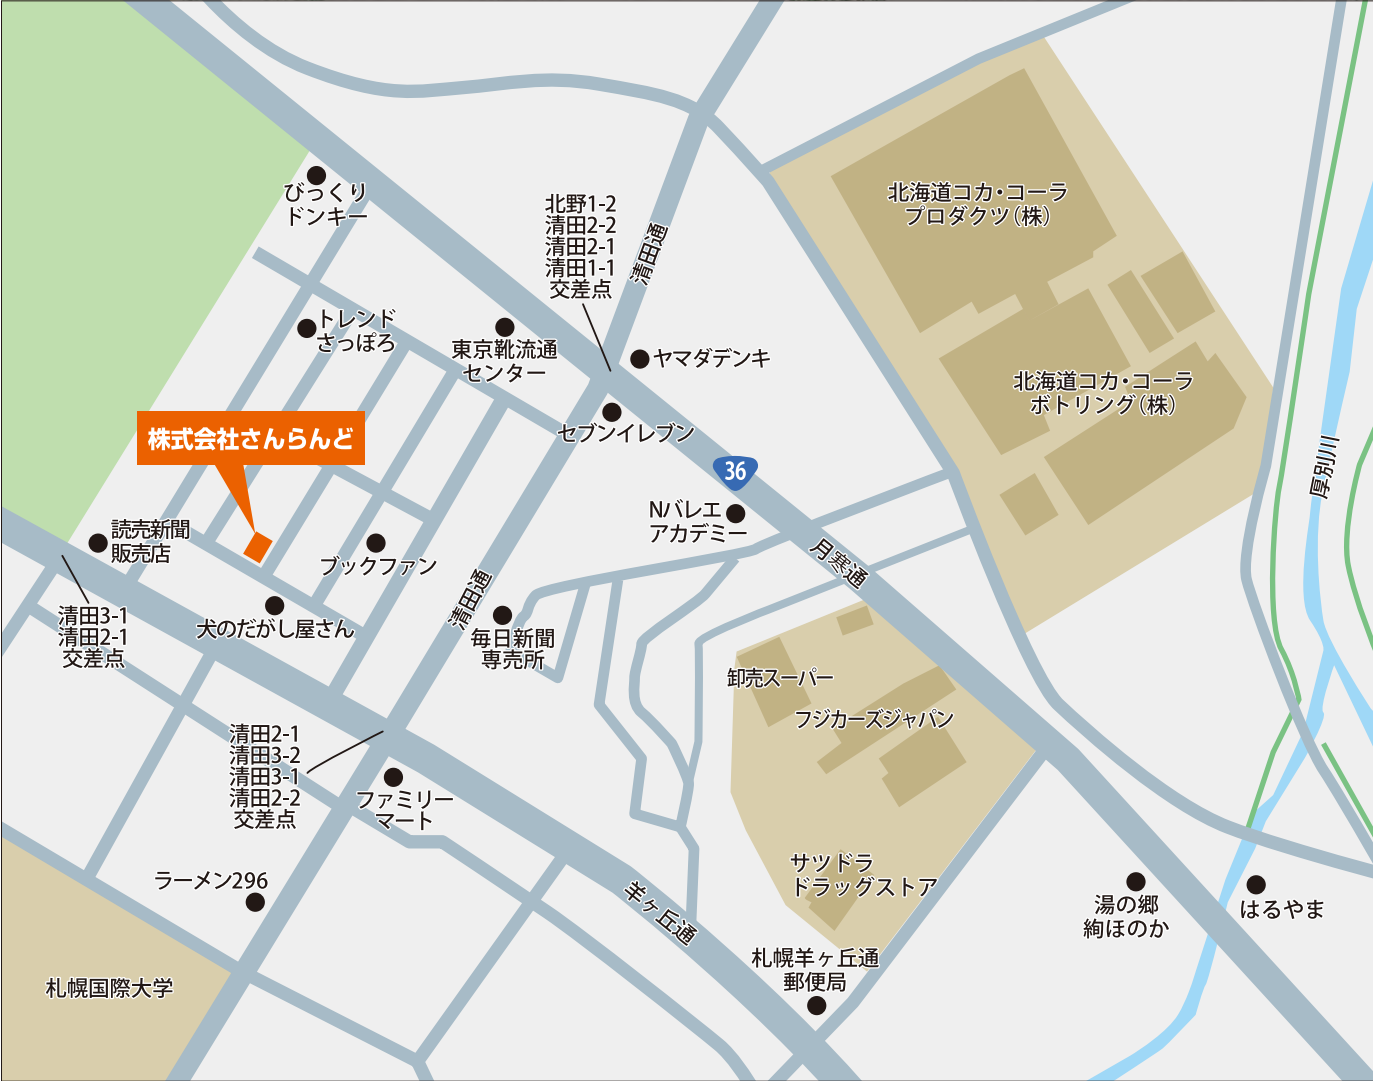 びっくり
ドンキー
北野1-2
清田2-2
清田2-1
清田1-1
交差点
清田通
北海道コカ・コーラ
プロダクツ(株)
トレンド
さっぽろ
東京靴流通
センター
ヤマダデンキ
北海道コカ・コーラ
ボトリング(株)
株式会社さんらんど
セブンイレブン
36
厚別川
Nバレエ
アカデミー
読売新聞
販売店
ブックファン
月寒通
清田3-1
清田2-1
交差点
犬のだがし屋さん
清田通
毎日新聞
専売所
卸売スーパー
フジカーズジャパン
清田2-1
清田3-2
清田3-1
清田2-2
交差点
ファミリー
マート
ラーメン296
サツドラ
ドラッグストア
羊ヶ丘通
湯の郷
絢ほのか
はるやま
札幌国際大学
札幌羊ヶ丘通
郵便局